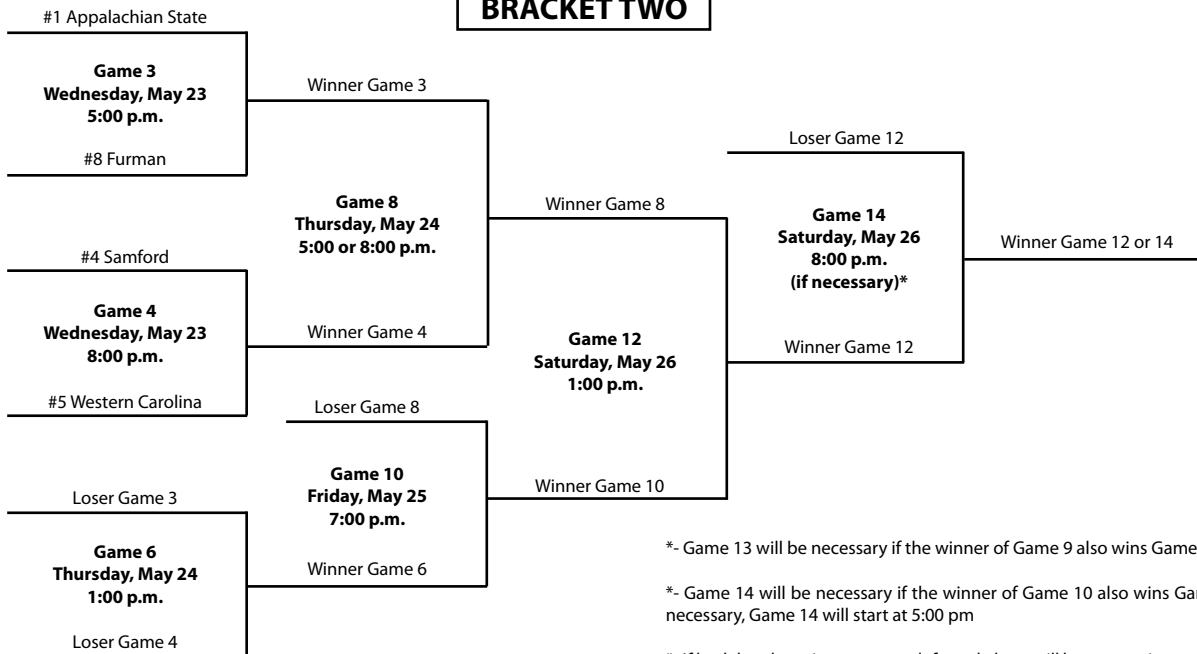 BRACKET TWO
#1 Appalachian State
Game 3
Wednesday, May 23
5:00 p.m.
#8 Furman
Winner Game 3
Game 8
Thursday, May 24
5:00 or 8:00 p.m.
#4 Samford
Game 4
Wednesday, May 23
8:00 p.m.
#5 Western Carolina
Winner Game 4
Loser Game 8
Game 10
Friday, May 25
7:00 p.m.
Loser Game 3
Game 6
Thursday, May 24
1:00 p.m.
Loser Game 4
Winner Game 6
Winner Game 8
Game 12
Saturday, May 26
1:00 p.m.
Winner Game 10
Loser Game 12
Game 14
Saturday, May 26
8:00 p.m.
(if necessary)*
Winner Game 12
Winner Game 12 or 14
*- Game 13 will be necessary if the winner of Game 9 also wins Game
*- Game 14 will be necessary if the winner of Game 10 also wins
necessary, Game 14 will start at 5:00 pm